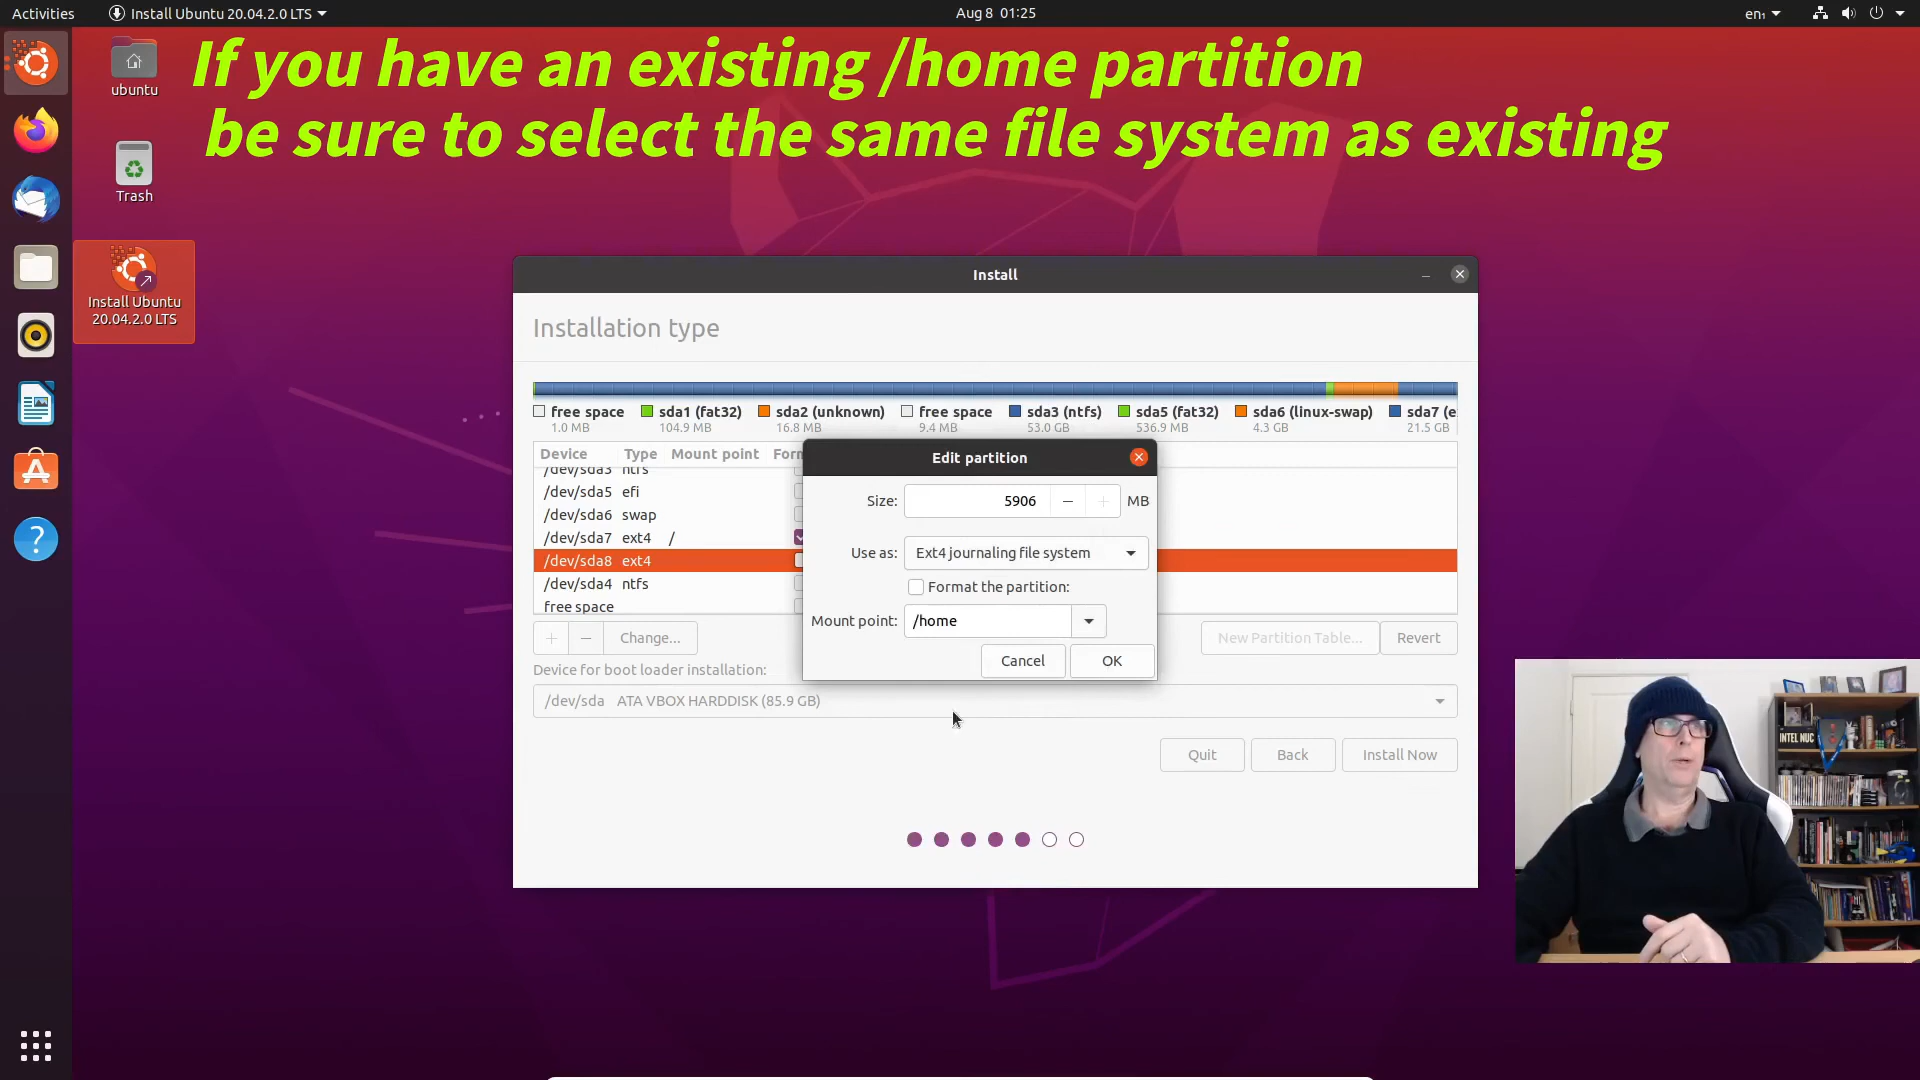 Activities
Install Ubuntu 20.04.2.0 LTS
Aug 8 01:25
en₁
If you have an existing /home partition
be sure to select the same file system as existing
ubuntu
Trash
Install Ubuntu
20.04.2.0 LTS
Install
Installation type
free space
1.0 MB
sda1 (fat32)
104.9 MB
sda2 (unknown)
16.8 MB
free space
9.4 MB
sda3 (ntfs)
53.0 GB
sda5 (fat32)
536.9 MB
sda6 (linux-swap)
4.3 GB
sda7 (e
21.5 GB
Device Type Mount point Forn
/dev/sda3 ntfs
/dev/sda5 efi
/dev/sda6 swap
/dev/sda7 ext4 /
/dev/sda8 ext4
/dev/sda4 ntfs
free space
Edit partition
Size: 5906 MB
Use as: Ext4 journaling file system
Format the partition:
Mount point: /home
Cancel OK
+ − Change...
New Partition Table... Revert
Device for boot loader installation:
/dev/sda ATA VBOX HARDDISK (85.9 GB)
Quit Back Install Now
INTEL NUC